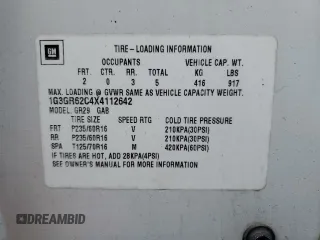 GM
TIRE-LOADING INFORMATION
OCCUPANTS VEHICLE CAP. WT.
FRT CTR RR TOTAL KG LBS
2 0 3 5 416 917
MAX. LOADING @ GVWR SAME AS VEHICLE CAPACITY WEIGHT.
1G3GR62C4X4112642
MODEL: GR29 GAB
TIRE SIZE SPEED RTG COLD TIRE PRESSURE
FRT P235/60R16 V 210KPA(30PSI)
RR P235/60R16 V 210KPA(30PSI)
SPA T125/70R16 M 420KPA(60PSI)
IF TIRES ARE HOT, ADD 28KPA(4PSI)
SEE OWNER'S MANUAL FOR MORE INFORMATION
DREAMBID